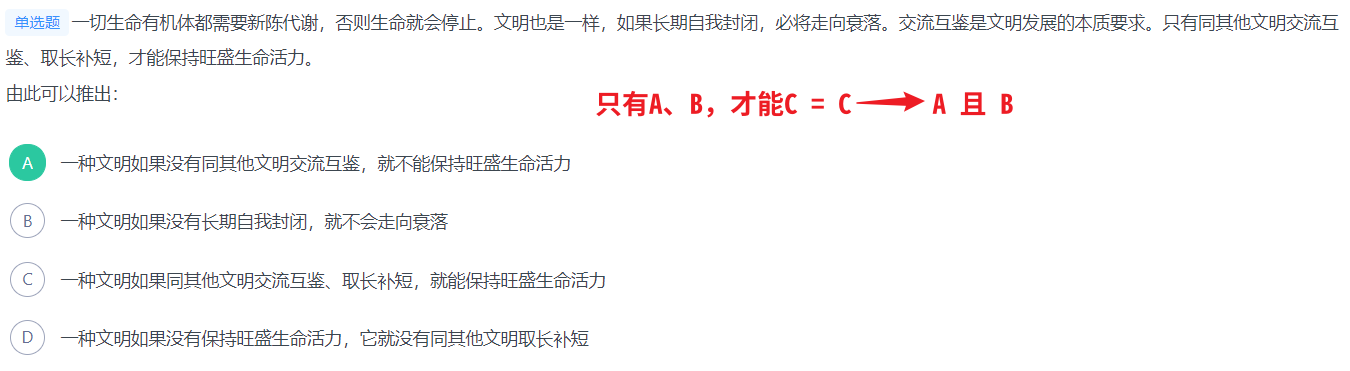 单选题 一切生命有机体都需要新陈代谢，否则生命就会停止。文明也是一样，如果长期自我封闭，必将走向衰落。交流互鉴是文明发展的本质要求。只有同其他文明交流互
鉴、取长补短，才能保持旺盛生命活力。
由此可以推出：
只有A、B，才能C = C→A 且 B
A 一种文明如果没有同其他文明交流互鉴，就不能保持旺盛生命活力
B 一种文明如果没有长期自我封闭，就不会走向衰落
C 一种文明如果同其他文明交流互鉴、取长补短，就能保持旺盛生命活力
D 一种文明如果没有保持旺盛生命活力，它就没有同其他文明取长补短